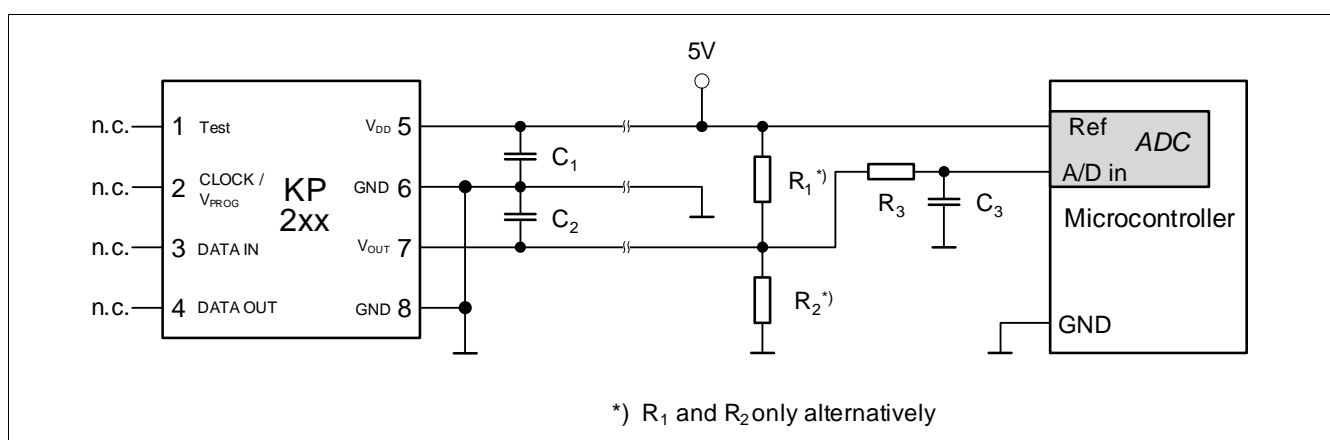 5V
n.c. 1 Test
n.c. 2 CLOCK / VPROG
n.c. 3 DATA IN
n.c. 4 DATA OUT
KP
2xx
VDD 5
GND 6
VOUT 7
GND 8
C1
C2
R1*)
R2*)
R3
C3
Ref
ADC
A/D in
Microcontroller
GND
*) R1 and R2 only alternatively